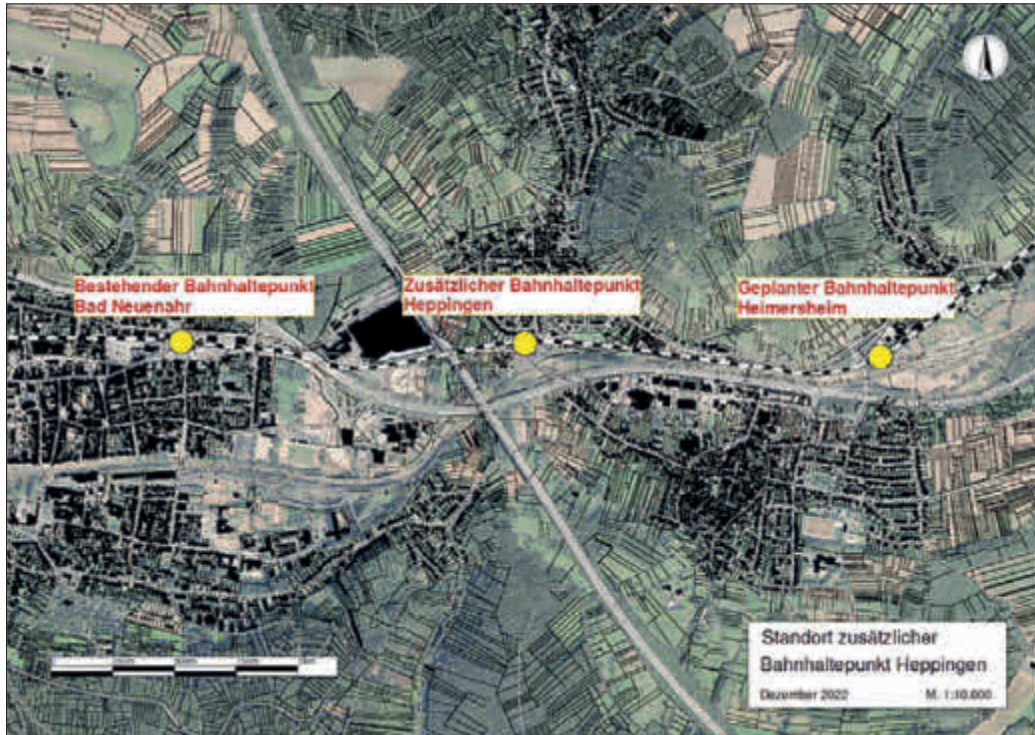 Bestehender Bahnhaltepunkt
Bad Neuenahr
Zusätzlicher Bahnhaltepunkt
Heppingen
Geplanter Bahnhaltepunkt
Heimersheim
Standort zusätzlicher
Bahnhaltepunkt Heppingen
Dezember 2022 M. 1:10.000